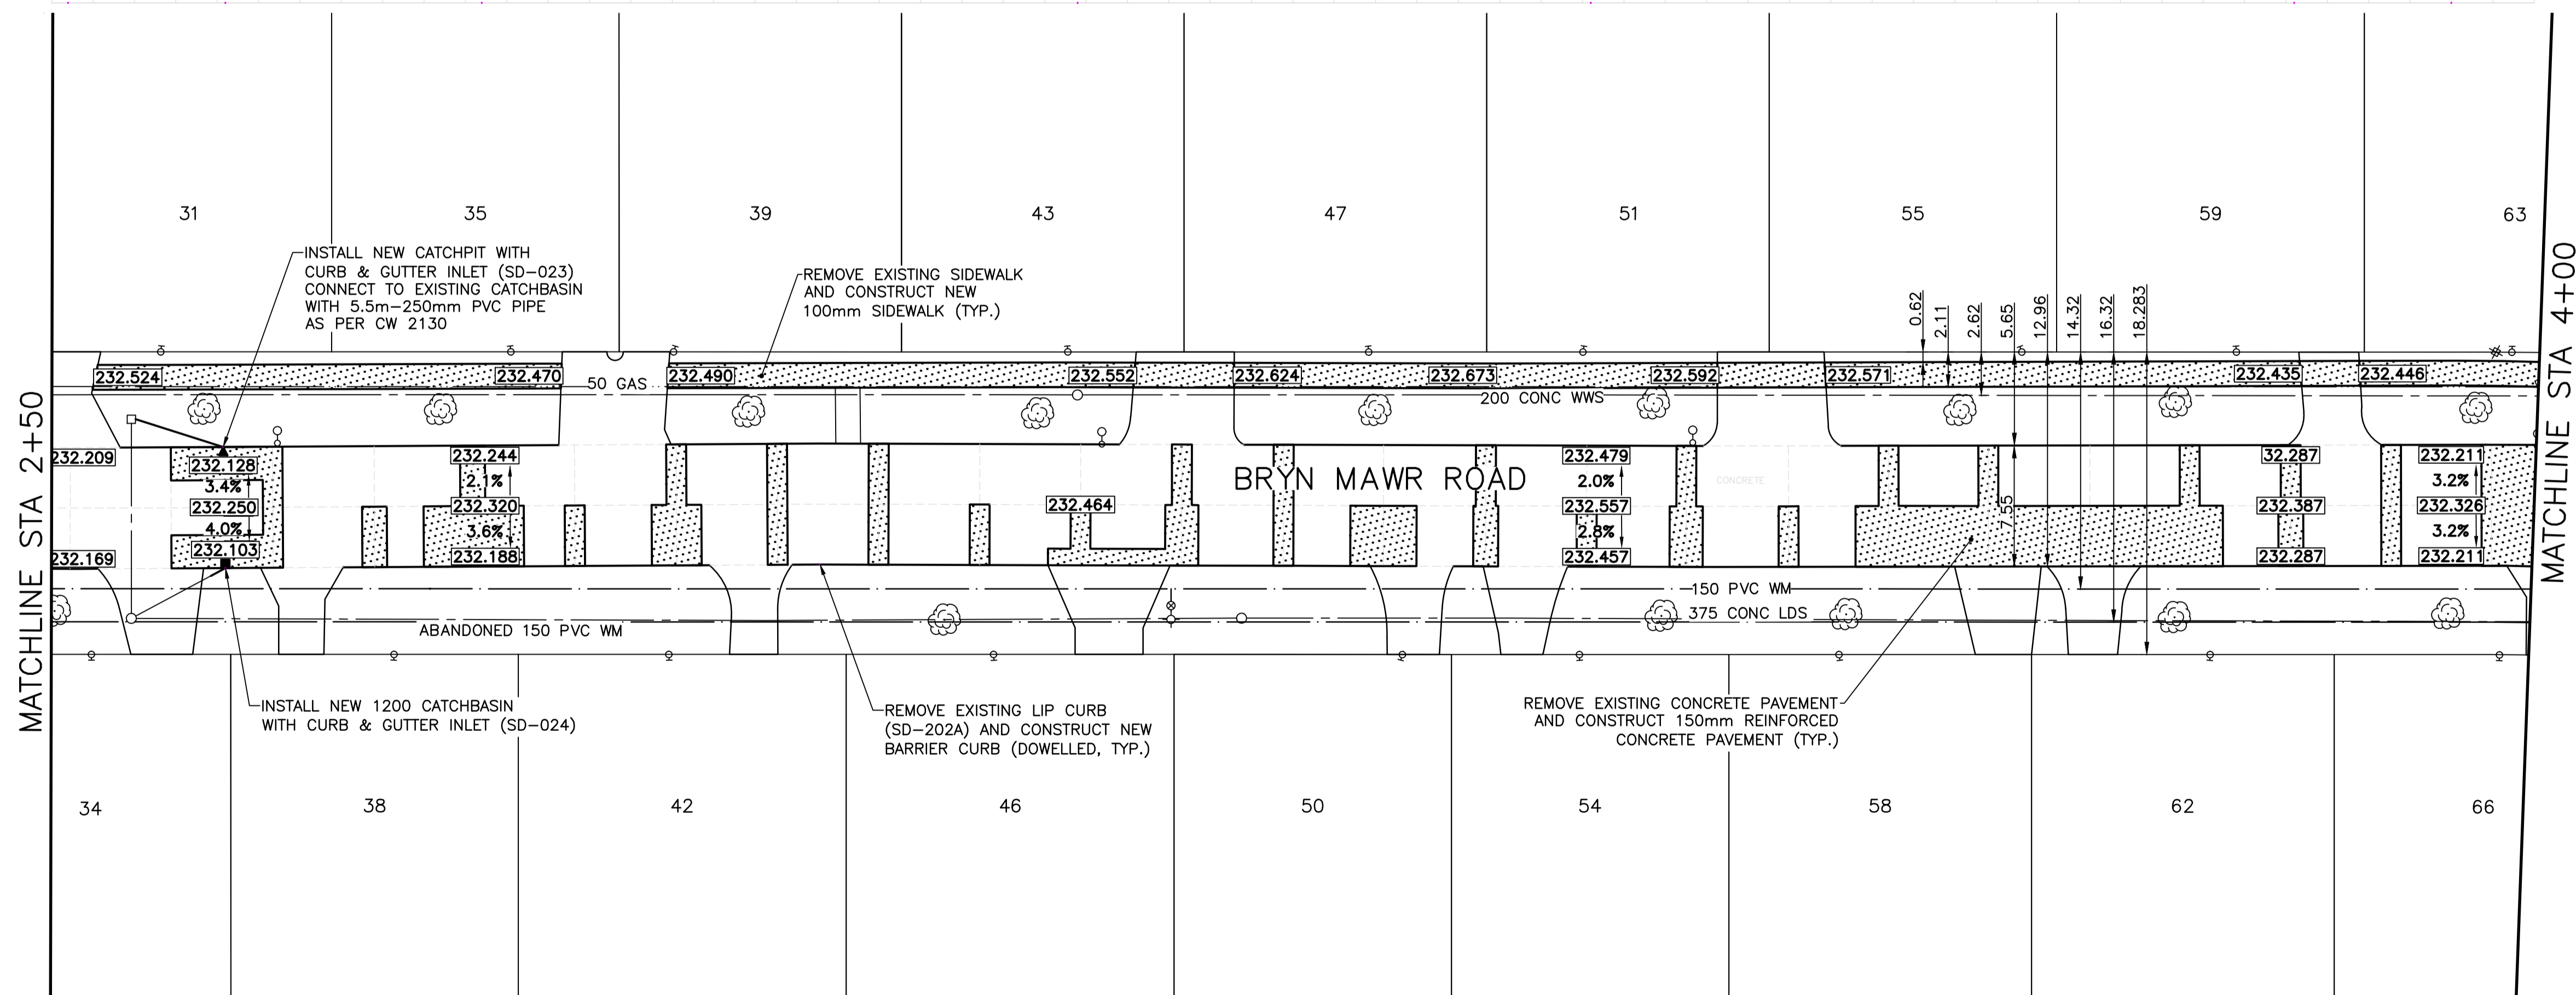 31
35
39
43
47
51
55
59
63
INSTALL NEW CATCHPIT WITH
CURB & GUTTER INLET (SD-023)
CONNECT TO EXISTING CATCHBASIN
WITH 5.5m-250mm PVC PIPE
AS PER CW 2130
REMOVE EXISTING SIDEWALK
AND CONSTRUCT NEW
100mm SIDEWALK (TYP.)
0.62
2.11
2.62
5.65
12.96
14.32
16.32
18.283
MATCHLINE STA 2+50
MATCHLINE STA 4+00
232.524
232.470
50 GAS
232.490
232.552
232.624
232.673
232.592
232.571
232.435
232.446
200 CONC WWS
232.209
232.128
3.4%
232.250
4.0%
232.103
232.169
232.244
2.1%
232.320
3.6%
232.188
232.464
BRYN MAWR ROAD
232.479
2.0%
232.557
2.8%
232.457
CONCRETE
7.55
32.287
232.387
232.287
232.211
3.2%
232.326
3.2%
232.211
150 PVC WM
375 CONC LDS
ABANDONED 150 PVC WM
INSTALL NEW 1200 CATCHBASIN
WITH CURB & GUTTER INLET (SD-024)
REMOVE EXISTING LIP CURB
(SD-202A) AND CONSTRUCT NEW
BARRIER CURB (DOWELLED, TYP.)
REMOVE EXISTING CONCRETE PAVEMENT
AND CONSTRUCT 150mm REINFORCED
CONCRETE PAVEMENT (TYP.)
34
38
42
46
50
54
58
62
66